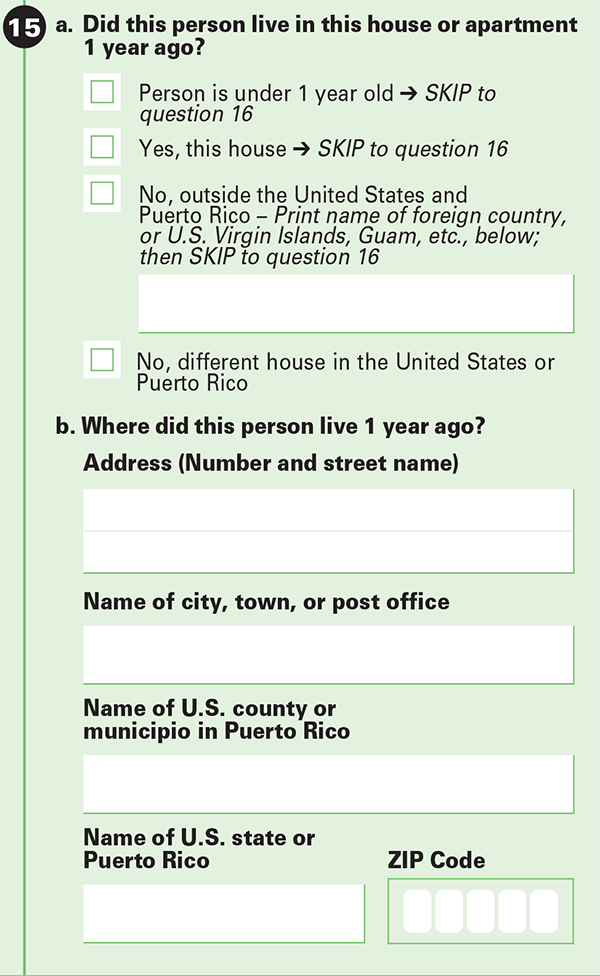 15 a. Did this person live in this house or apartment
1 year ago?
Person is under 1 year old ➔ SKIP to
question 16
Yes, this house ➔ SKIP to question 16
No, outside the United States and
Puerto Rico – Print name of foreign country,
or U.S. Virgin Islands, Guam, etc., below;
then SKIP to question 16
No, different house in the United States or
Puerto Rico
b. Where did this person live 1 year ago?
Address (Number and street name)
Name of city, town, or post office
Name of U.S. county or
municipio in Puerto Rico
Name of U.S. state or
Puerto Rico
ZIP Code